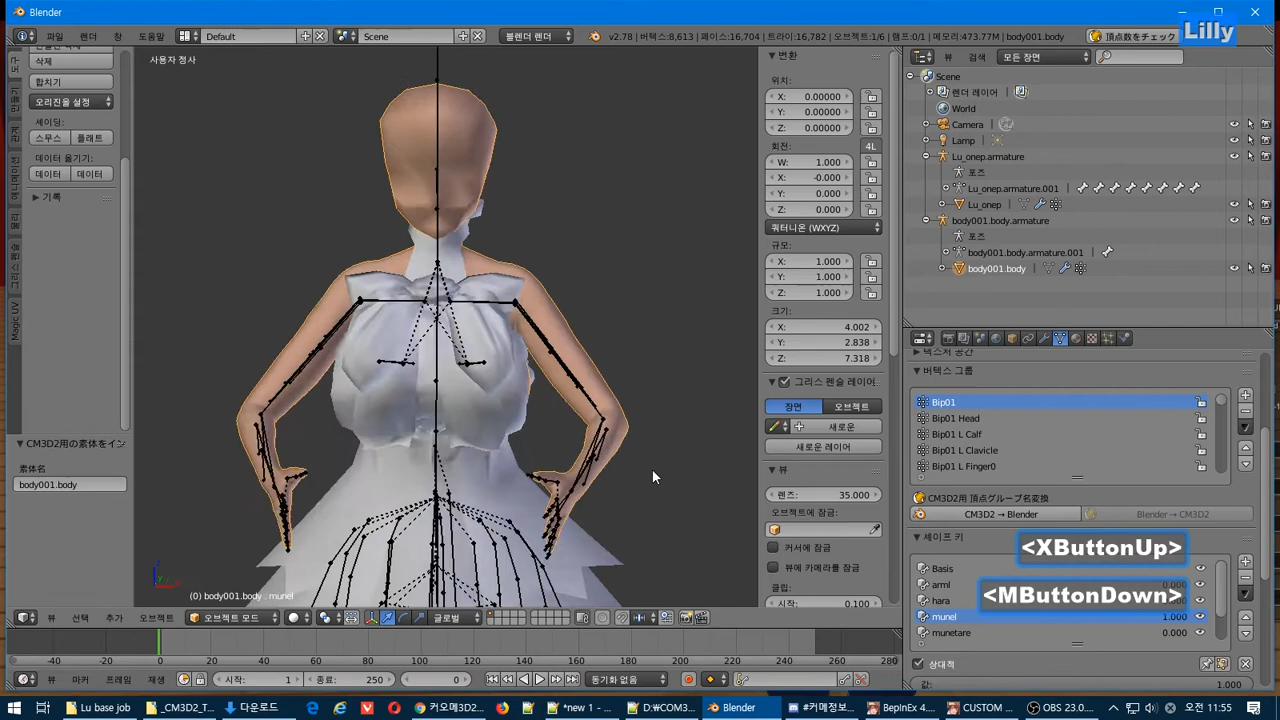 Blender
Lilly
파일 렌더 창 도움말 Default Scene 블렌더 렌더 v2.78 | 버텍스:8,613 | 페이스:16,704 | 트라이:16,782 | 오브젝트:1/6 | 램프:0/1 | 메모리:473.77M | body001.body 頂点数をチェック
삭제
합치기
오리진을 설정
셰이딩:
스무스 플래트
데이터 옮기기:
데이터 데이터
기록
Magic UV
CM3D2用の素体をイン
素体名
body001.body
사용자 정사
(0) body001.body : munel
변환
위치:
X: 0.00000
Y: 0.00000
Z: 0.00000
회전: 4L
W: 1.000
X: -0.000
Y: 0.000
Z: 0.000
쿼터니온 (WXYZ)
규모:
X: 1.000
Y: 1.000
Z: 1.000
크기:
X: 4.002
Y: 2.838
Z: 7.318
그리스 펜슬 레이어
장면 오브젝트
새로운
새로운 레이어
뷰
렌즈: 35.000
오브젝트에 잠금:
커서에 잠금
뷰에 카메라를 잠금
클립:
시작: 0.100
뷰 검색 모든 장면
Scene
렌더 레이어
World
Camera
Lamp
Lu_onep.armature
포즈
Lu_onep.armature.001
Lu_onep
body001.body.armature
포즈
body001.body.armature.001
body001.body
텍스처 공간
버텍스 그룹
Bip01
Bip01 Head
Bip01 L Calf
Bip01 L Clavicle
Bip01 L Finger0
CM3D2用 頂点グループ名変換
CM3D2 → Blender Blender → CM3D2
셰이프 키
<XButtonUp>
Basis
arml 0.000
<MButtonDown>
hara
munel 1.000
munetare 0.000
상대적
값: 1.000
뷰 선택 추가 오브젝트 오브젝트 모드 글로벌
-40 -20 0 20 40 60 80 100 120 140 160 180 200 220 240 260 280
뷰 마커 프레임 재생 시작: 1 종료: 250 0 동기화 없음
Lu base job _CM3D2_T... 다운로드 커오메3D2... *new 1 - ... D:₩COM3... Blender #커메정보... BepInEx 4... CUSTOM ... OBS 23.0.... 오전 11:55